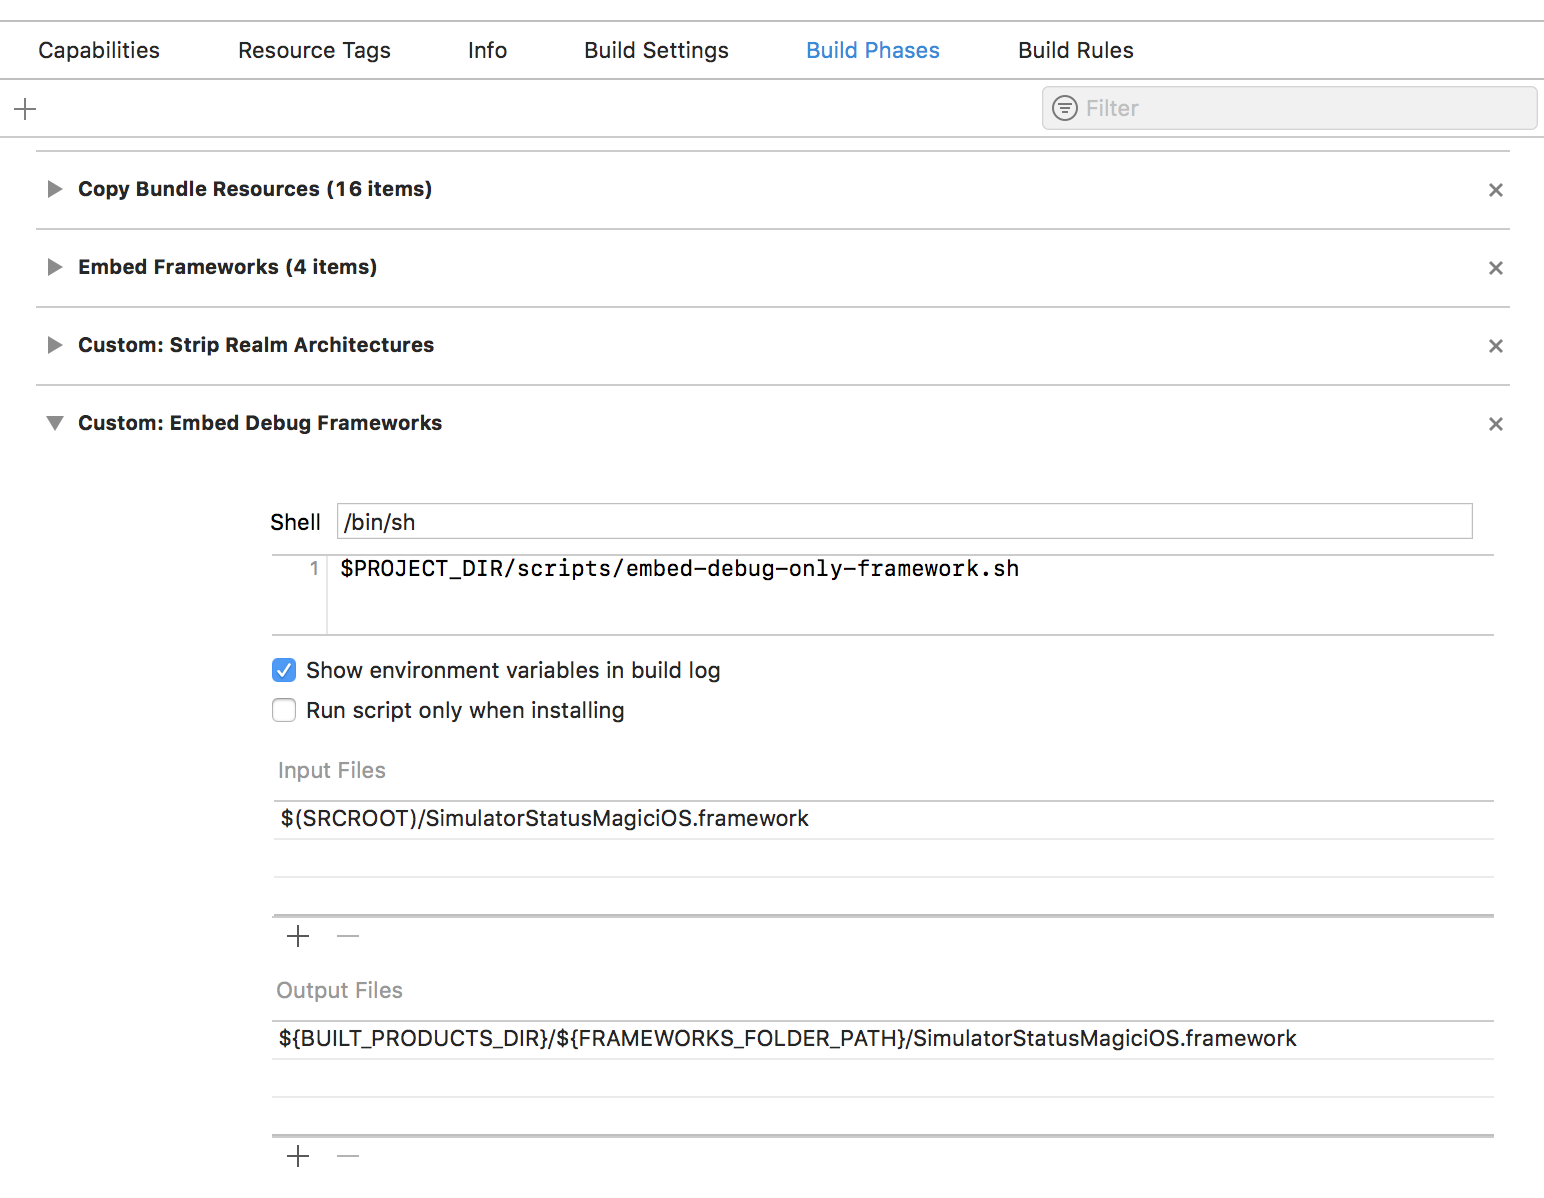 Capabilities Resource Tags Info Build Settings Build Phases Build Rules
Filter
Copy Bundle Resources (16 items)
Embed Frameworks (4 items)
Custom: Strip Realm Architectures
Custom: Embed Debug Frameworks
Shell /bin/sh
1 $PROJECT_DIR/scripts/embed-debug-only-framework.sh
Show environment variables in build log
Run script only when installing
Input Files
$(SRCROOT)/SimulatorStatusMagiciOS.framework
Output Files
${BUILT_PRODUCTS_DIR}/${FRAMEWORKS_FOLDER_PATH}/SimulatorStatusMagiciOS.framework